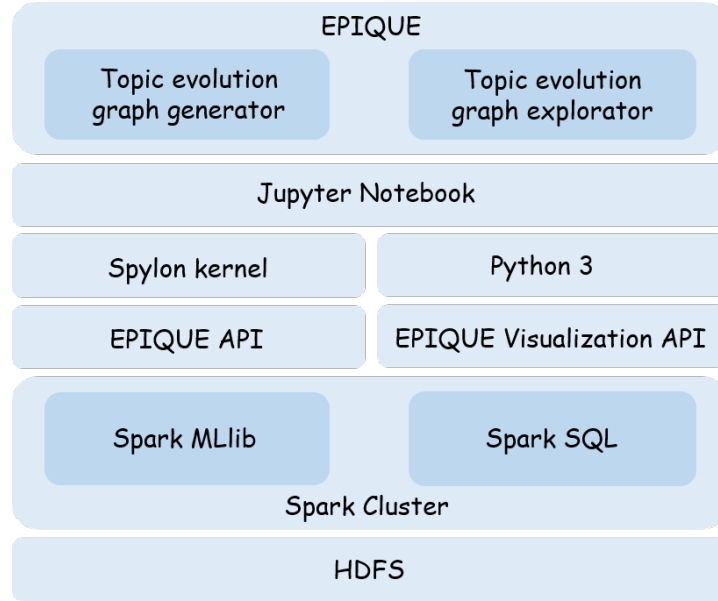 EPIQUE
Topic evolution
graph generator
Topic evolution
graph explorator
Jupyter Notebook
Spylon kernel
Python 3
EPIQUE API
EPIQUE Visualization API
Spark MLlib
Spark SQL
Spark Cluster
HDFS